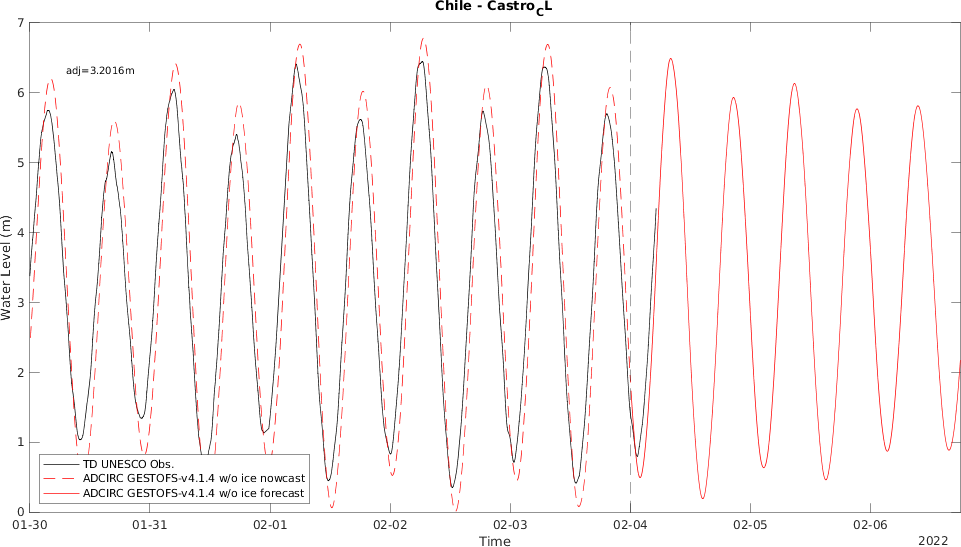 Chile - Castro_CL
adj=3.2016m
Water Level (m)
7
6
5
4
3
2
1
0
TD UNESCO Obs.
ADCIRC GESTOFS-v4.1.4 w/o ice nowcast
ADCIRC GESTOFS-v4.1.4 w/o ice forecast
01-30 01-31 02-01 02-02 02-03 02-04 02-05 02-06
Time
2022